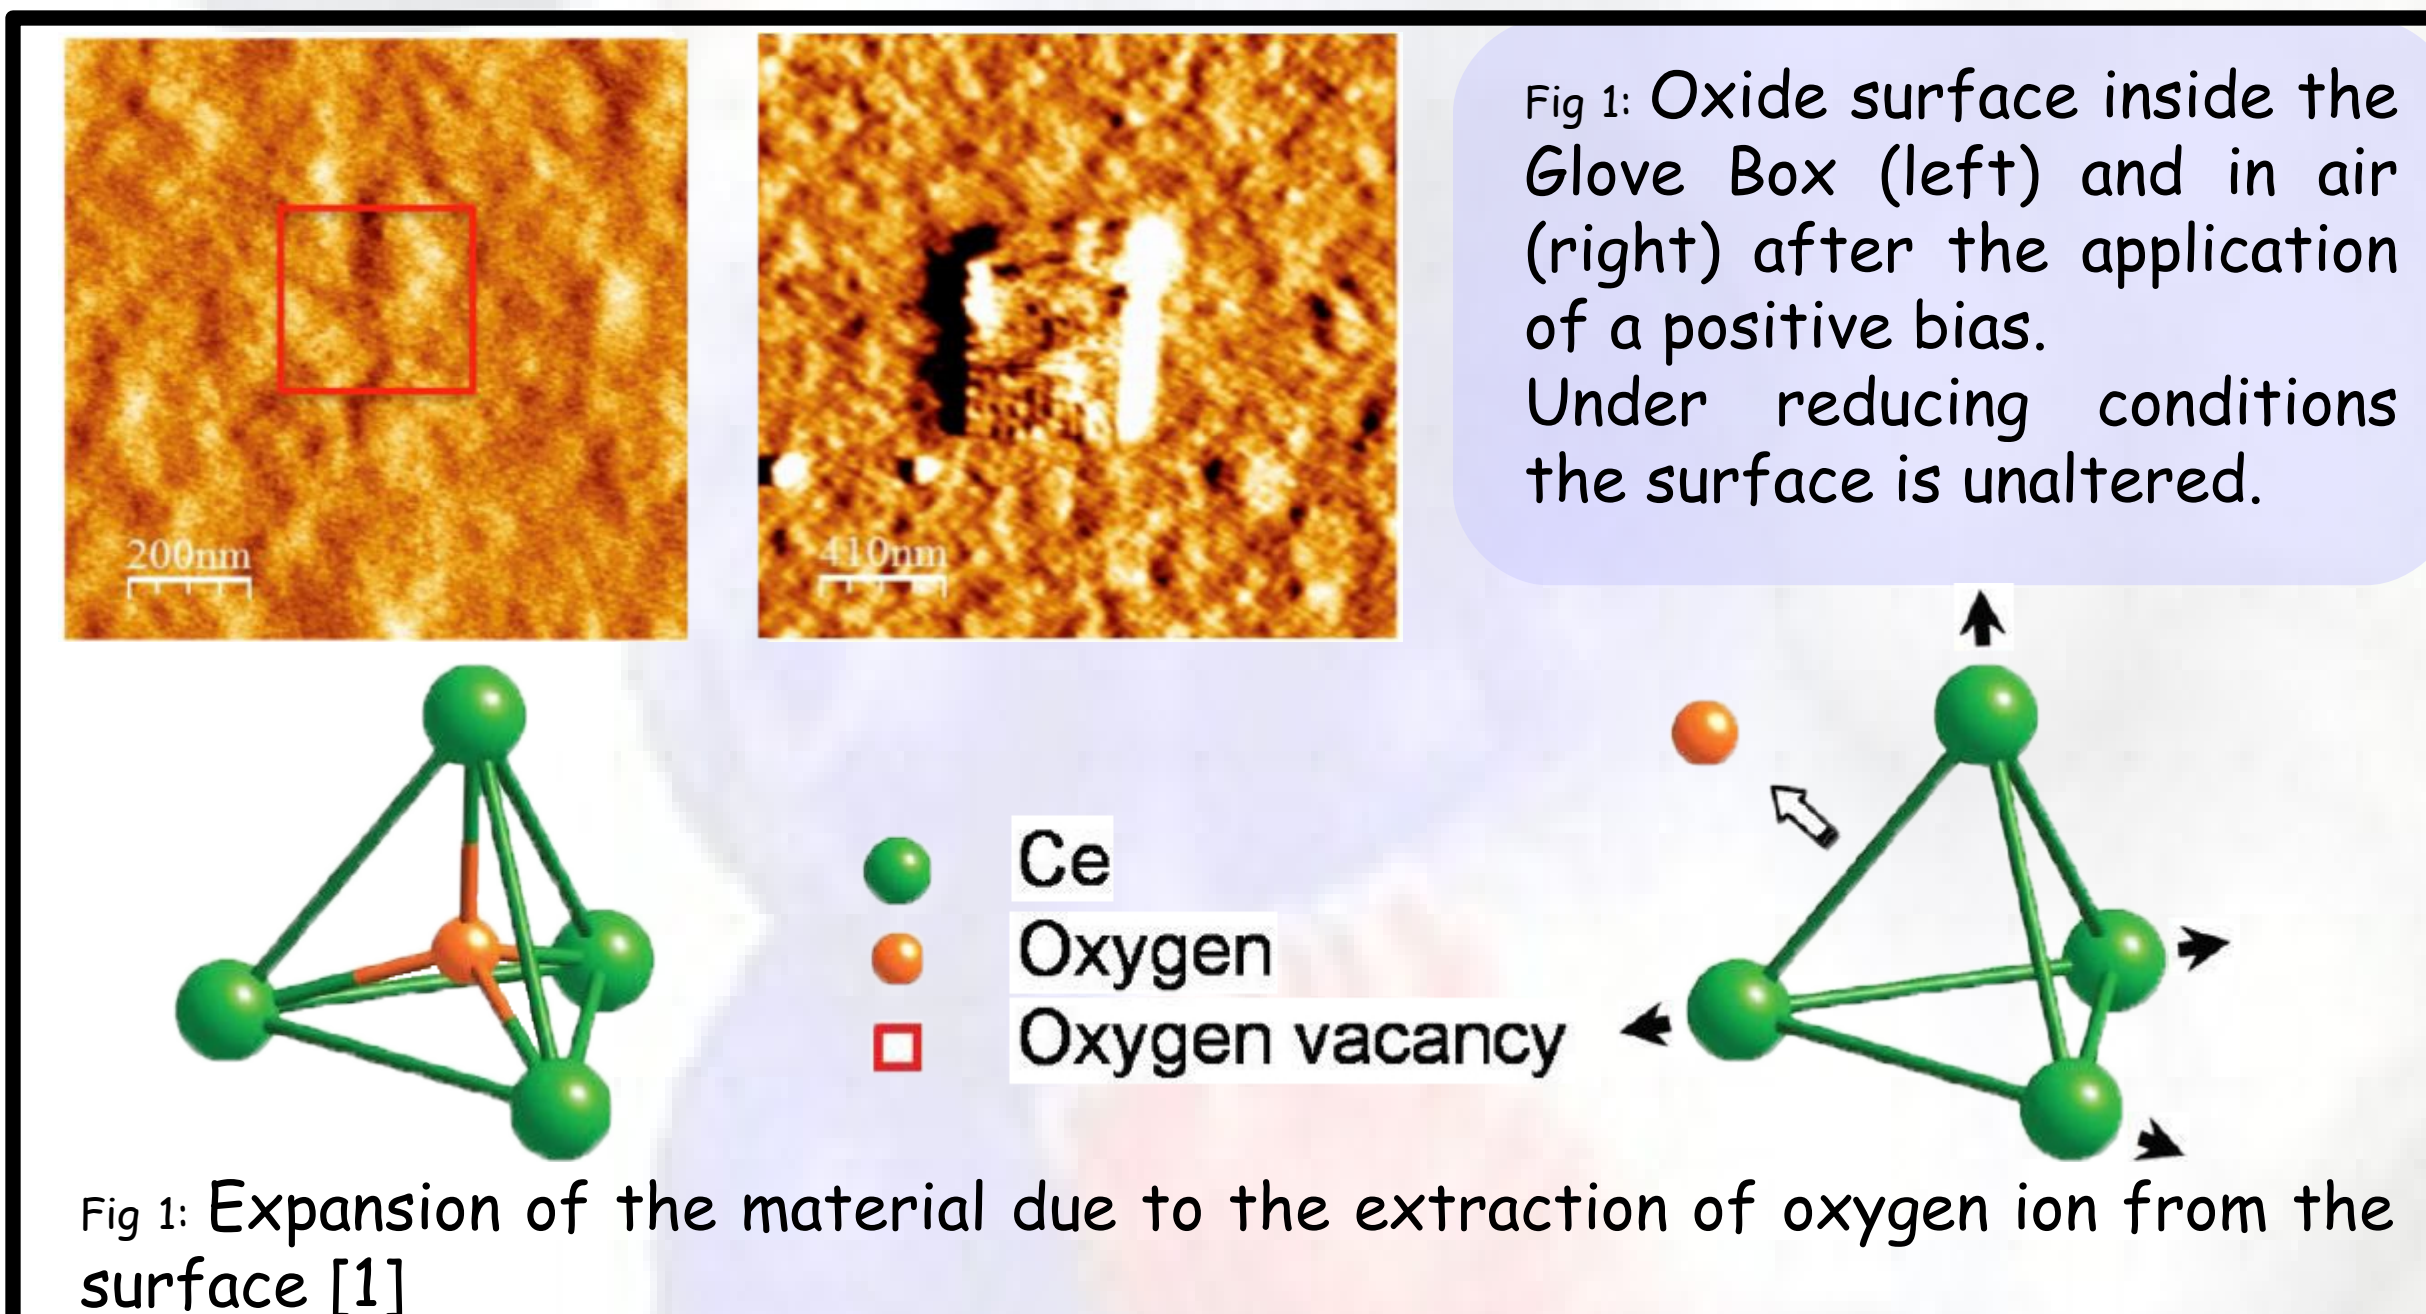 Fig 1: Oxide surface inside the
Glove Box (left) and in air
(right) after the application
of a positive bias.
Under reducing conditions
the surface is unaltered.
200nm
410nm
Ce
Oxygen
Oxygen vacancy
Fig 1: Expansion of the material due to the extraction of oxygen ion from the
surface [1]